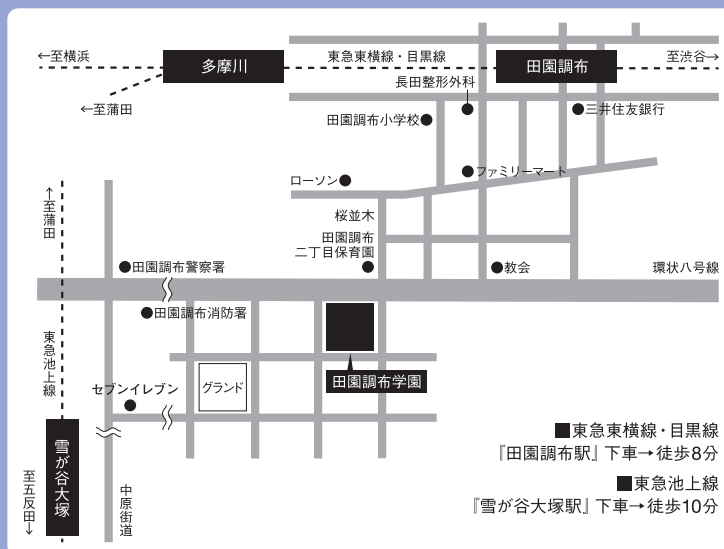 ←至横浜
多摩川
東急東横線・目黒線
田園調布
至渋谷→
←至蒲田
長田整形外科
田園調布小学校
三井住友銀行
ファミリーマート
ローソン
←至蒲田
桜並木
田園調布
二丁目保育園
田園調布警察署
教会
環状八号線
田園調布消防署
東急池上線
セブンイレブン
グランド
田園調布学園
雪が谷大塚
至五反田→
中原街道
■東急東横線・目黒線
『田園調布駅』下車→徒歩8分
■東急池上線
『雪が谷大塚駅』下車→徒歩10分